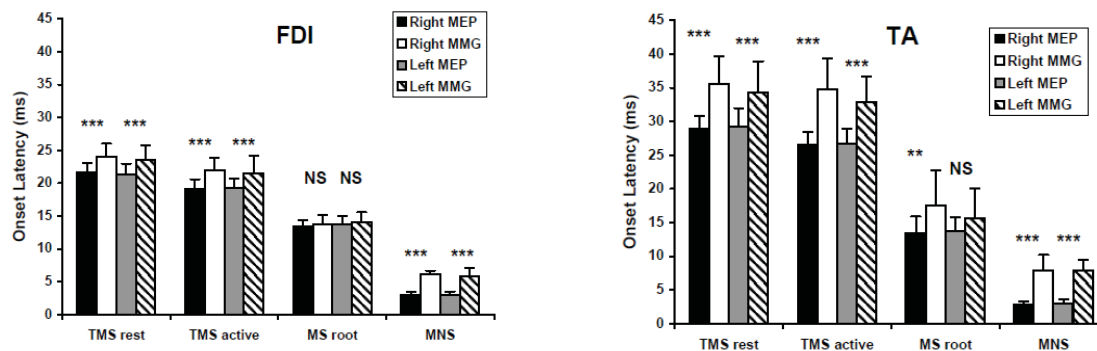 FDI
Right MEP
Right MMG
Left MEP
Left MMG
Onset Latency (ms)
45
40
35
30
25
20
15
10
5
0
*** ***
*** ***
NS NS
*** ***
TMS rest TMS active MS root MNS
TA
Right MEP
Right MMG
Left MEP
Left MMG
Onset Latency (ms)
45
40
35
30
25
20
15
10
5
0
*** ***
*** ***
** NS
*** ***
TMS rest TMS active MS root MNS